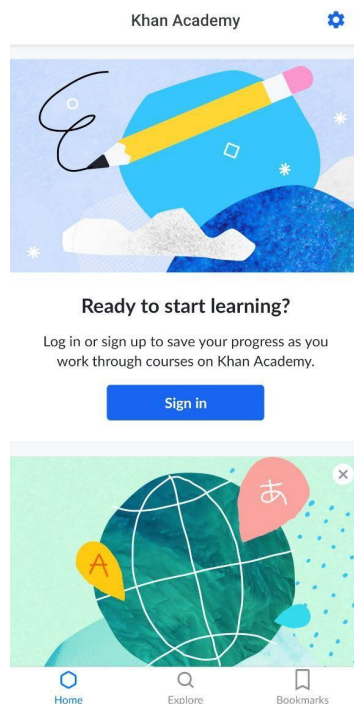 Khan Academy
Ready to start learning?
Log in or sign up to save your progress as you
work through courses on Khan Academy.
Sign in
あ
A
Home
Explore
Bookmarks